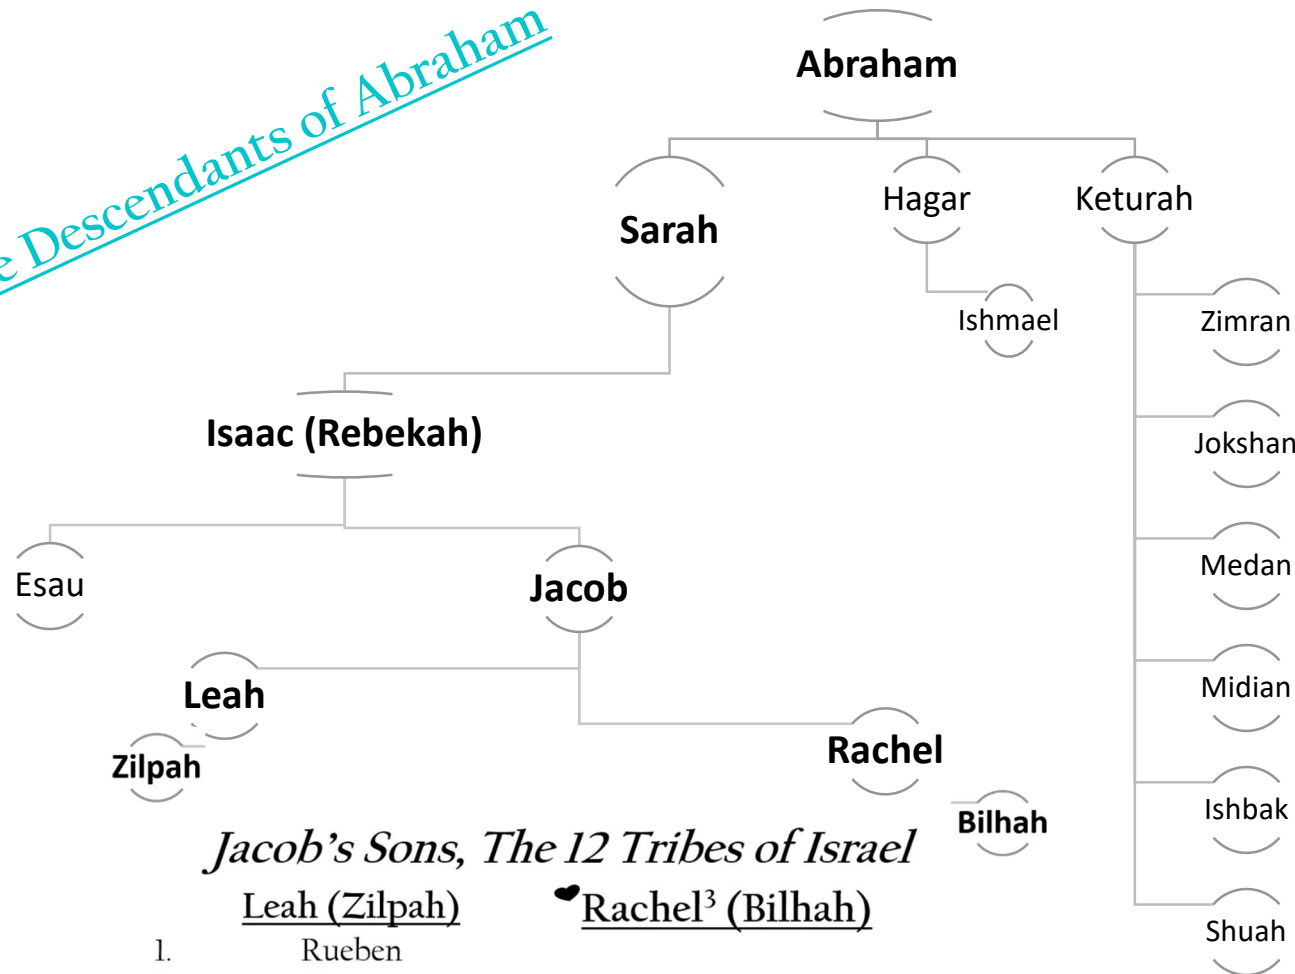 e Descendants of Abraham
Abraham
Sarah
Hagar
Keturah
Ishmael
Zimran
Isaac (Rebekah)
Jokshan
Esau
Jacob
Medan
Leah
Midian
Zilpah
Rachel
Ishbak
Bilhah
Jacob's Sons, The 12 Tribes of Israel
Leah (Zilpah) Rachel³ (Bilhah)
Shuah
1. Rueben